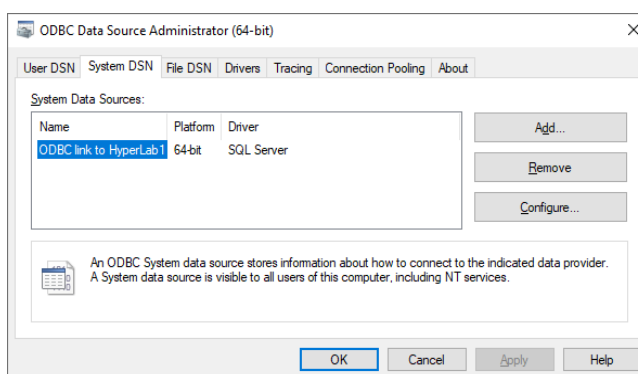 ODBC Data Source Administrator (64-bit)
User DSN System DSN File DSN Drivers Tracing Connection Pooling About
System Data Sources:
Name Platform Driver
ODBC link to HyperLab1 64-bit SQL Server
Add...
Remove
Configure...
An ODBC System data source stores information about how to connect to the indicated data provider.
A System data source is visible to all users of this computer, including NT services.
OK Cancel Apply Help